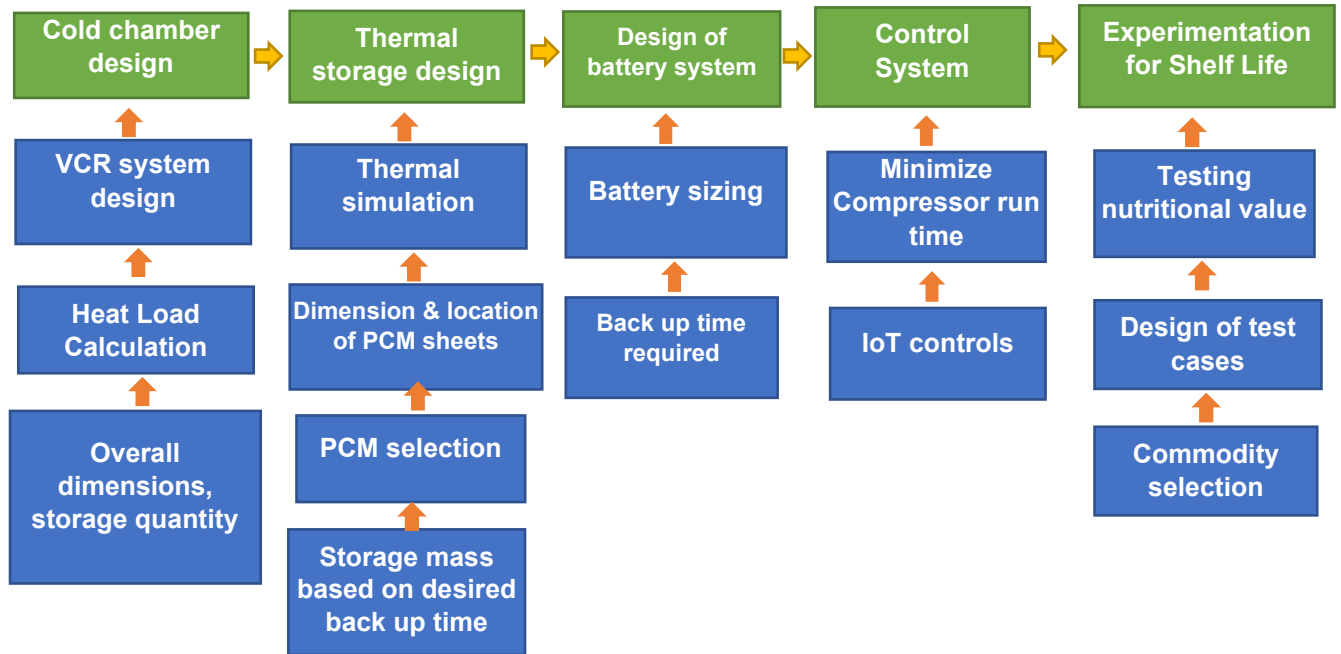 Cold chamber
design
Thermal
storage design
Design of
battery system
Control
System
Experimentation
for Shelf Life
VCR system
design
Thermal
simulation
Battery sizing
Minimize
Compressor run
time
Testing
nutritional value
Heat Load
Calculation
Dimension & location
of PCM sheets
Back up time
required
IoT controls
Design of test
cases
Overall
dimensions,
storage quantity
PCM selection
Commodity
selection
Storage mass
based on desired
back up time